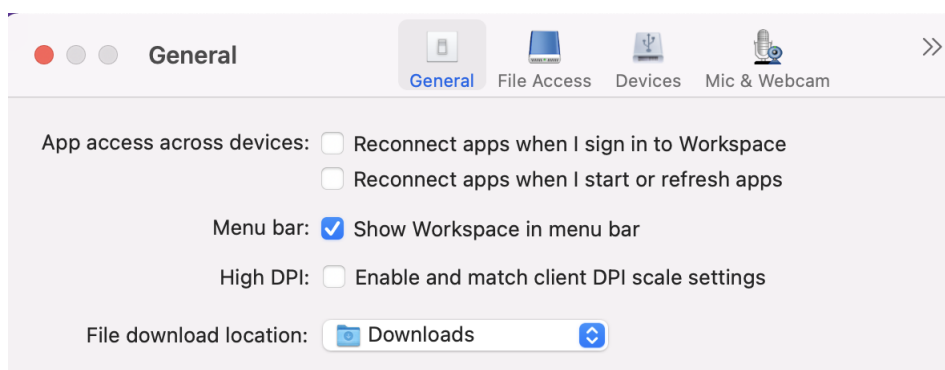 General
General File Access Devices Mic & Webcam
App access across devices: Reconnect apps when I sign in to Workspace
Reconnect apps when I start or refresh apps
Menu bar: Show Workspace in menu bar
High DPI: Enable and match client DPI scale settings
File download location: Downloads